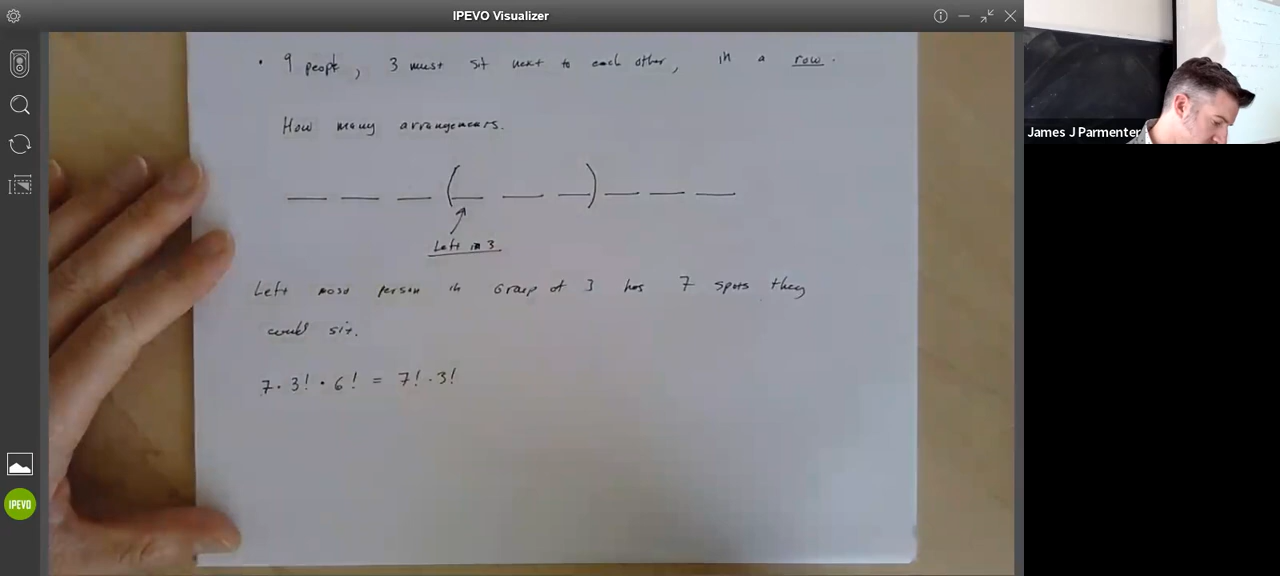 IPEVO Visualizer
• 9 people, 3 must sit next to each other, in a row.
James J Parmenter
How many arrangements.
Left in 3
Left most person in Group of 3 has 7 spots they
could sit.
7 · 3! · 6! = 7! · 3!
IPEVO